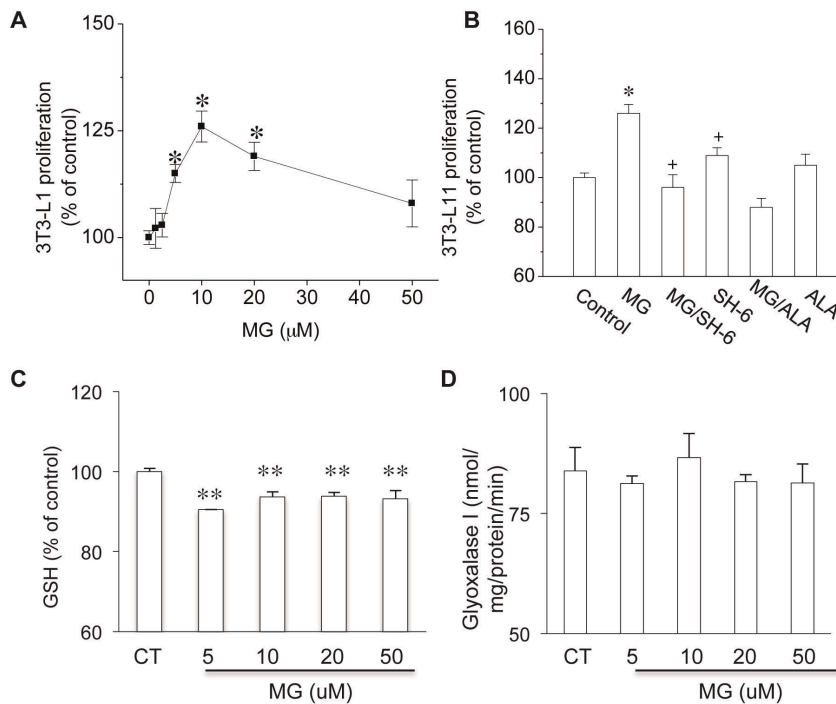 A
150
125
100
3T3-L1 proliferation
(% of control)
*
*
*
0 10 20 30 40 50
MG (μM)
B
160
140
120
100
80
60
3T3-L11 proliferation
(% of control)
*
+
+
Control
MG
MG/SH-6
SH-6
MG/ALA
ALA
C
120
100
80
60
GSH (% of control)
**
**
**
**
CT 5 10 20 50
MG (uM)
D
100
75
50
Glyoxalase I (nmol/
mg/protein/min)
CT 5 10 20 50
MG (uM)